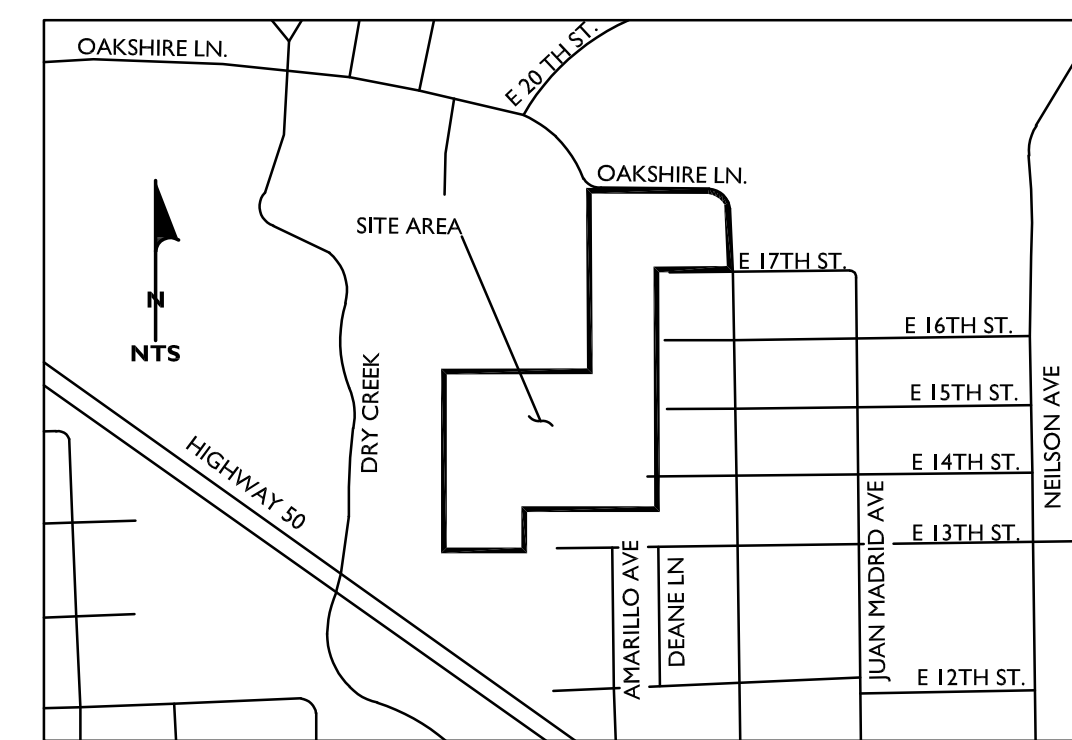 OAKSHIRE LN.
E 20 TH ST.
OAKSHIRE LN.
SITE AREA
E 17TH ST.
N
NTS
E 16TH ST.
DRY CREEK
E 15TH ST.
NEILSON AVE
HIGHWAY 50
E 14TH ST.
JUAN MADRID AVE
E 13TH ST.
AMARILLO AVE
DEANE LN
E 12TH ST.